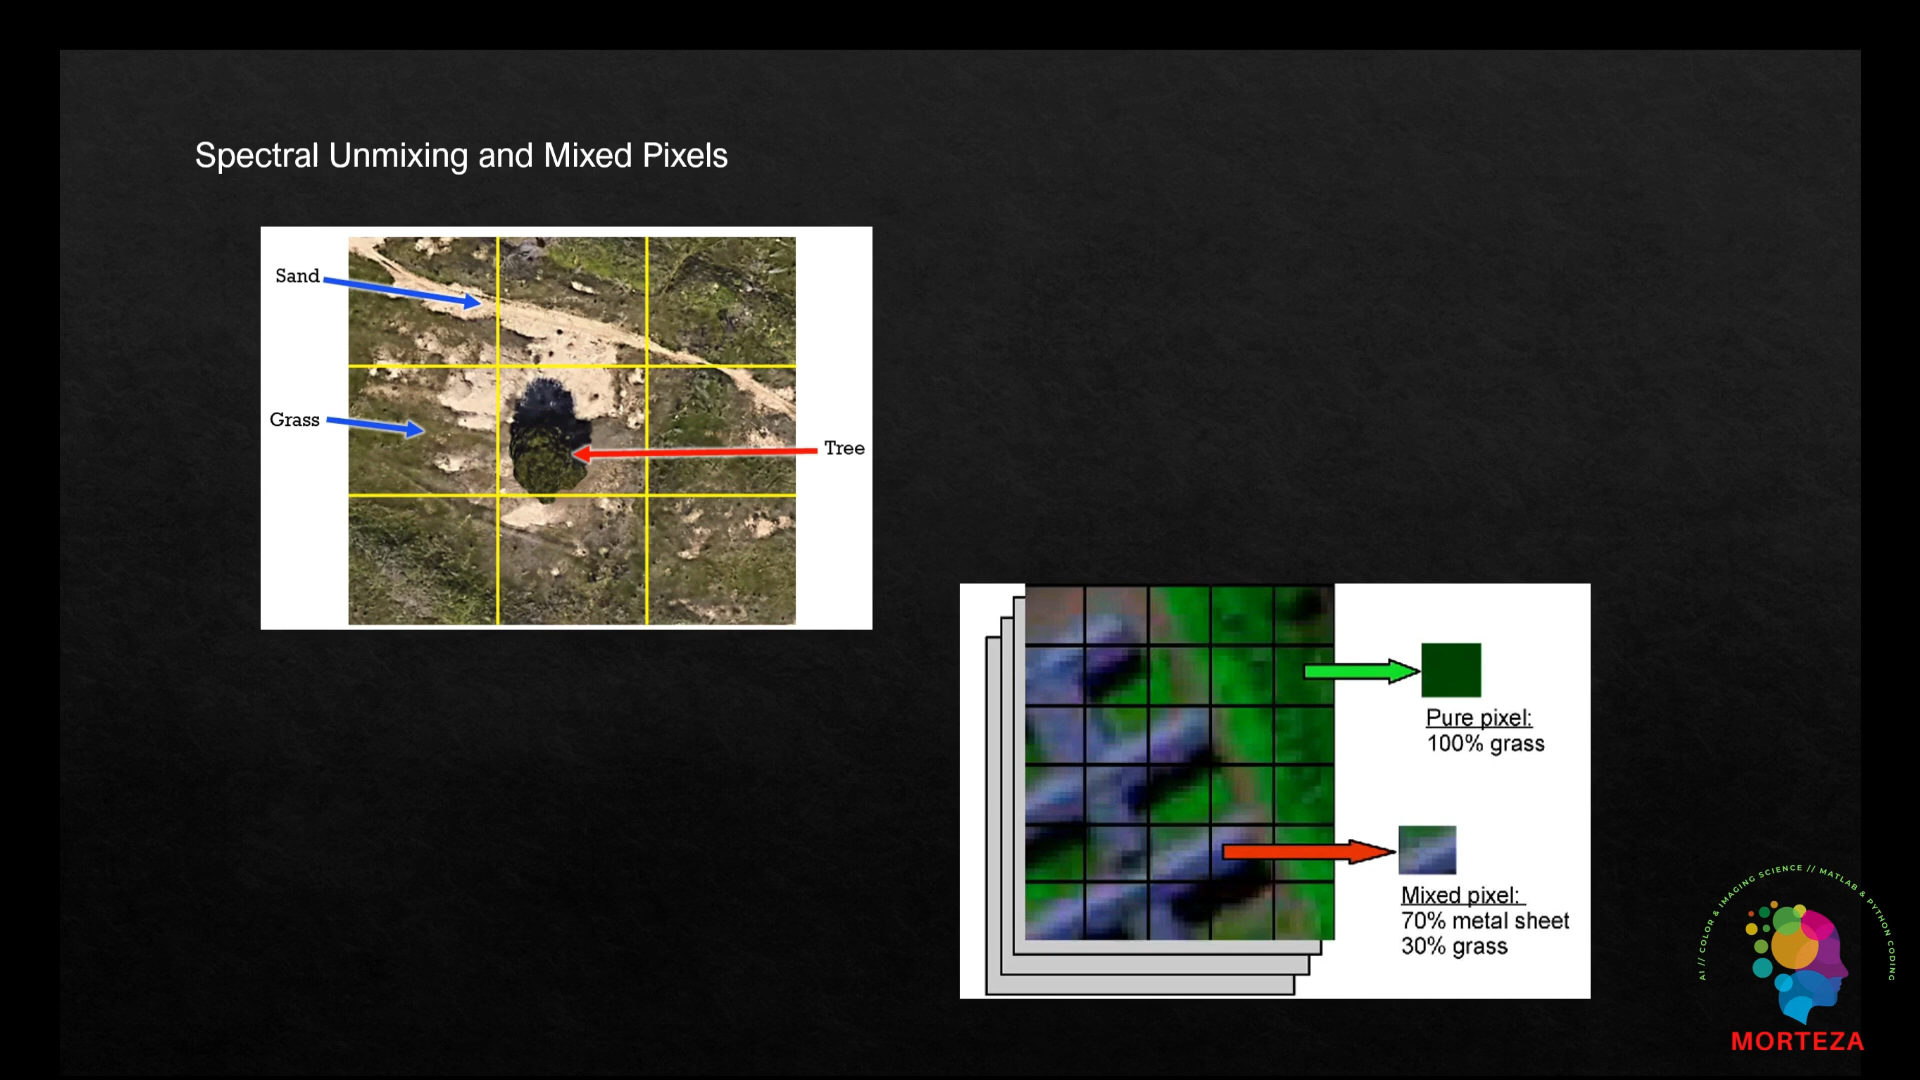 Spectral Unmixing and Mixed Pixels
Sand
Grass
Tree
Pure pixel:
100% grass
Mixed pixel:
70% metal sheet
30% grass
AI // COLOR & IMAGING SCIENCE // MATLAB & PYTHON CODING
MORTEZA